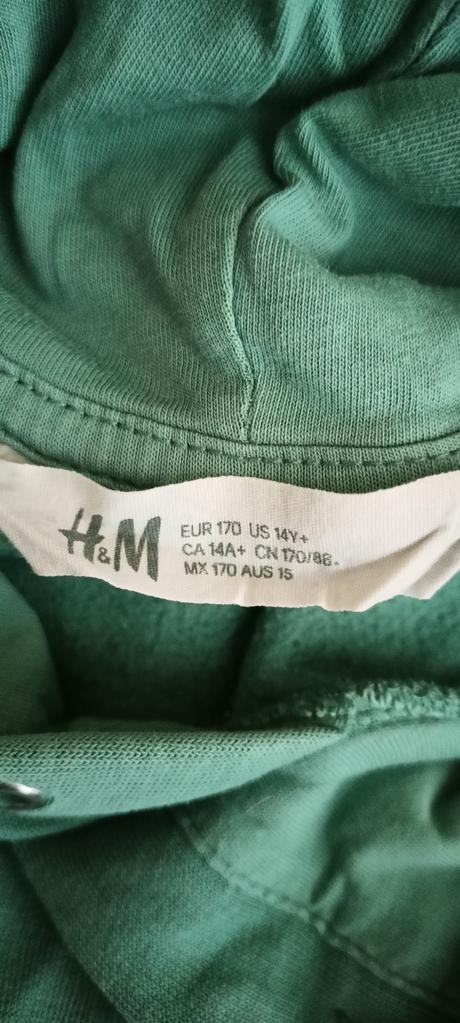 H&M
EUR 170 US 14Y+
CA 14A+ CN 170/88
MX 170 AUS 15